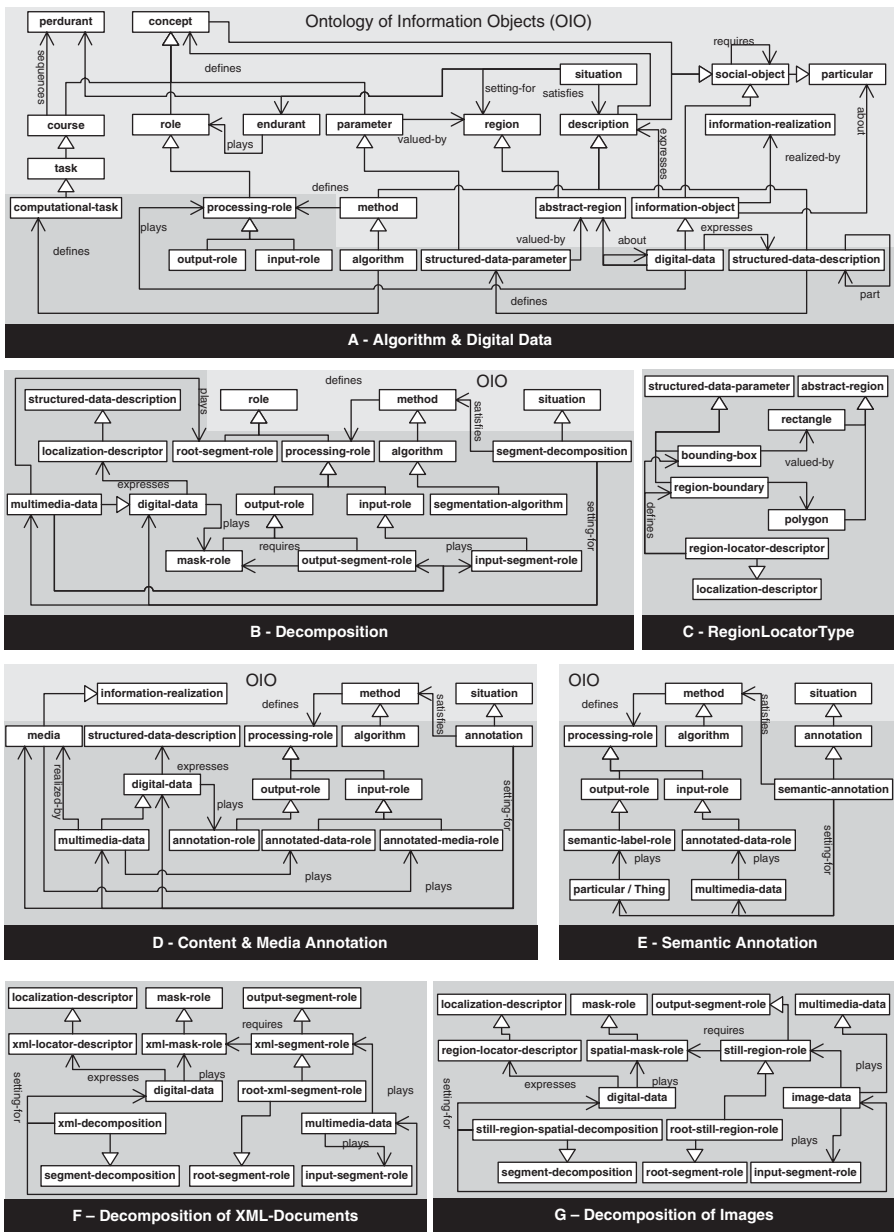 Ontology of Information Objects (OIO)
perdurant
concept
requires
sequences
defines
situation
social-object
particular
setting-for
satisfies
course
role
endurant
parameter
region
description
information-realization
plays
valued-by
expresses
about
task
realized-by
computational-task
processing-role
defines
method
abstract-region
information-object
plays
valued-by
about
expresses
defines
output-role
input-role
algorithm
structured-data-parameter
digital-data
structured-data-description
defines
part
A - Algorithm & Digital Data
OIO
defines
structured-data-description
plays
role
method
situation
satisfies
localization-descriptor
root-segment-role
processing-role
algorithm
segment-decomposition
expresses
multimedia-data
digital-data
output-role
input-role
segmentation-algorithm
setting-for
plays
requires
plays
mask-role
output-segment-role
input-segment-role
B - Decomposition
structured-data-parameter
abstract-region
rectangle
bounding-box
valued-by
region-boundary
defines
polygon
region-locator-descriptor
localization-descriptor
C - RegionLocatorType
OIO
information-realization
method
situation
defines
satisfies
media
structured-data-description
processing-role
algorithm
annotation
realized-by
expresses
digital-data
output-role
input-role
setting-for
plays
multimedia-data
annotation-role
annotated-data-role
annotated-media-role
plays
plays
D - Content & Media Annotation
OIO
method
situation
defines
satisfies
processing-role
algorithm
annotation
output-role
input-role
semantic-annotation
setting-for
semantic-label-role
annotated-data-role
plays
plays
particular / Thing
multimedia-data
E - Semantic Annotation
localization-descriptor
mask-role
output-segment-role
requires
xml-locator-descriptor
xml-mask-role
xml-segment-role
expresses
plays
setting-for
digital-data
root-xml-segment-role
plays
xml-decomposition
multimedia-data
plays
segment-decomposition
root-segment-role
input-segment-role
F – Decomposition of XML-Documents
localization-descriptor
mask-role
output-segment-role
multimedia-data
requires
region-locator-descriptor
spatial-mask-role
still-region-role
expresses
plays
plays
setting-for
digital-data
image-data
still-region-spatial-decomposition
root-still-region-role
plays
segment-decomposition
root-segment-role
input-segment-role
G – Decomposition of Images